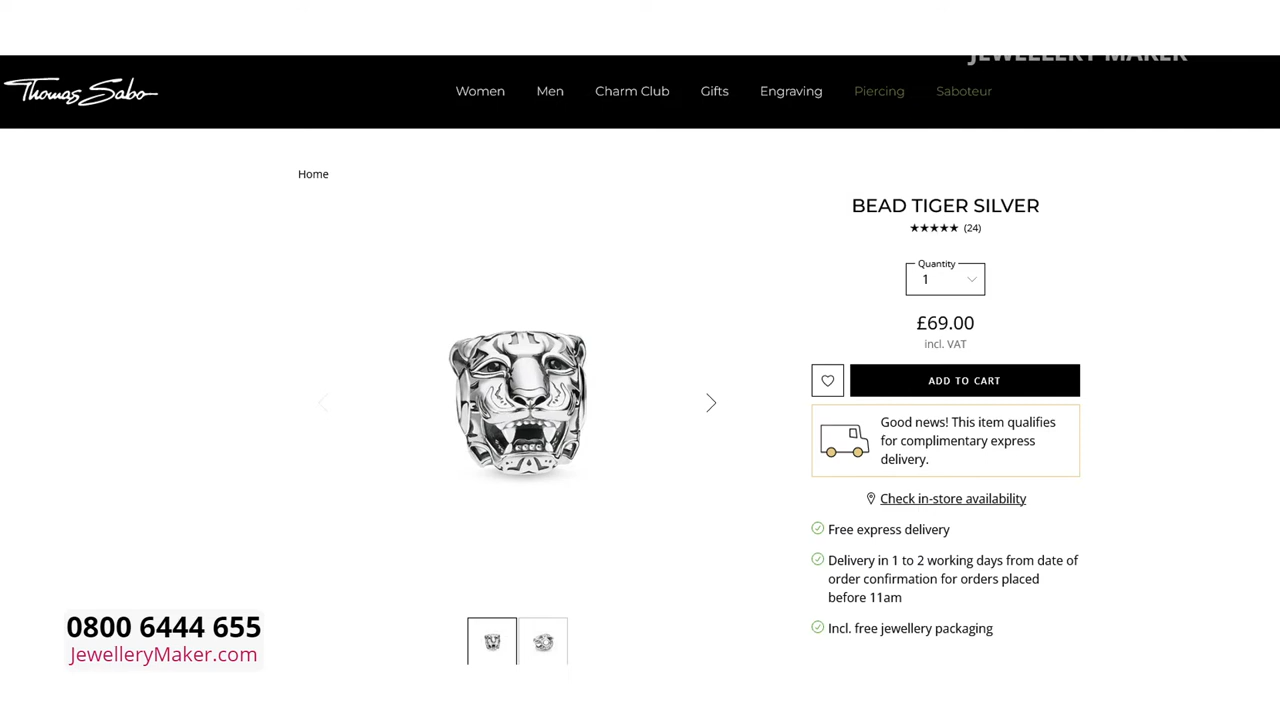 JEWELLERY MAKER
Thomas Sabo
Women Men Charm Club Gifts Engraving Piercing Saboteur
Home
BEAD TIGER SILVER
★★★★★ (24)
Quantity
1
£69.00
incl. VAT
ADD TO CART
Good news! This item qualifies
for complimentary express
delivery.
Check in-store availability
Free express delivery
Delivery in 1 to 2 working days from date of
order confirmation for orders placed
before 11am
Incl. free jewellery packaging
0800 6444 655
JewelleryMaker.com